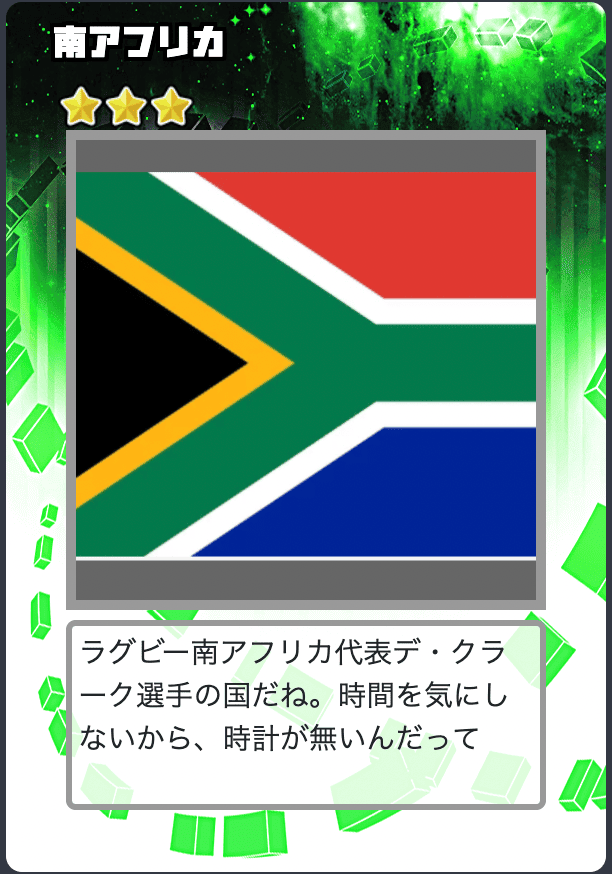 南アフリカ
ラグビー南アフリカ代表デ・クラ
ーク選手の国だね。時間を気にし
ないから、時計が無いんだって